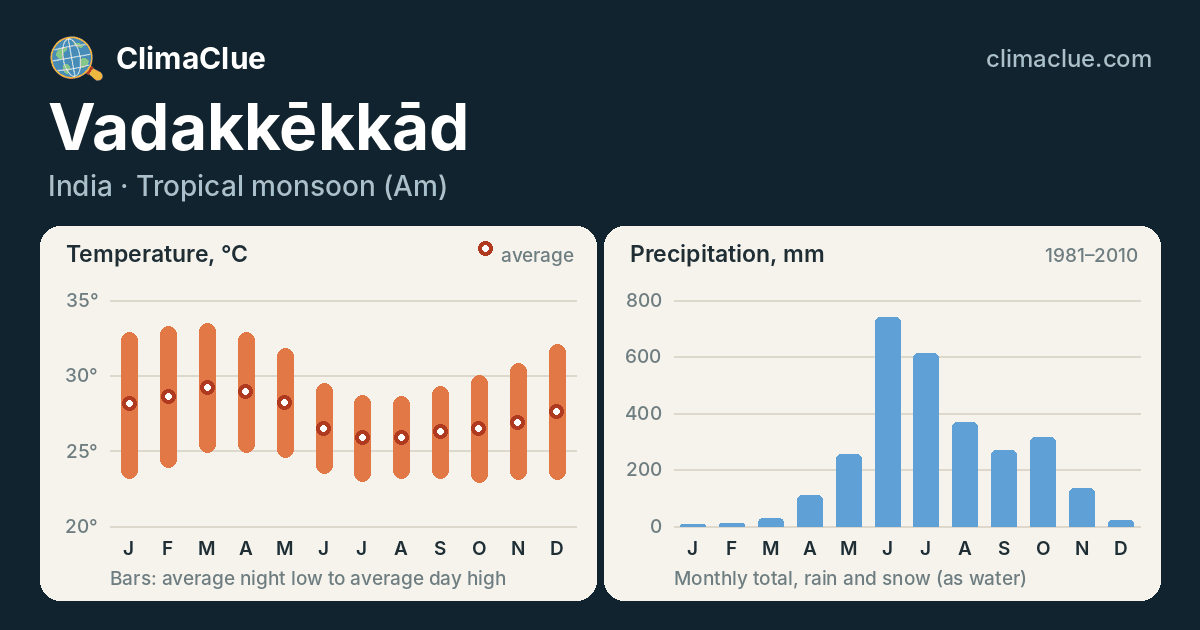 ClimaClue
climaclue.com
Vadakkēkkād
India · Tropical monsoon (Am)
Temperature, °C
average
35°
30°
25°
20°
J F M A M J J A S O N D
Bars: average night low to average day high
Precipitation, mm
1981–2010
800
600
400
200
0
J F M A M J J A S O N D
Monthly total, rain and snow (as water)